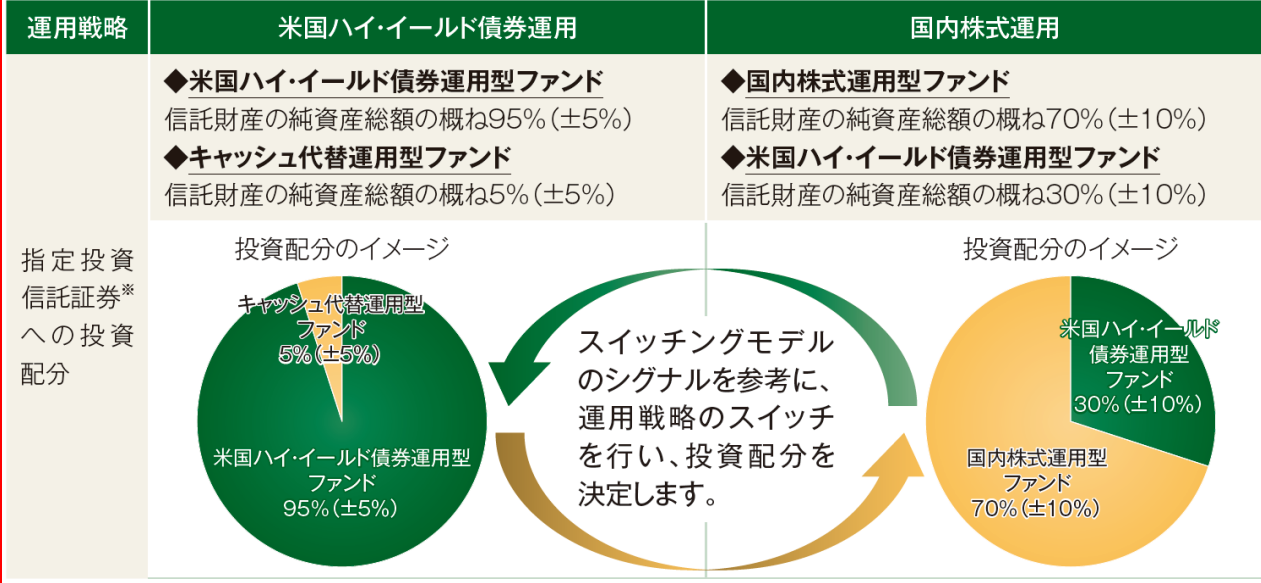 運用戦略
米国ハイ・イールド債券運用
国内株式運用
◆米国ハイ・イールド債券運用型ファンド
信託財産の純資産総額の概ね95%(±5%)
◆キャッシュ代替運用型ファンド
信託財産の純資産総額の概ね5%(±5%)
◆国内株式運用型ファンド
信託財産の純資産総額の概ね70%(±10%)
◆米国ハイ・イールド債券運用型ファンド
信託財産の純資産総額の概ね30%(±10%)
指定投資
信託証券※
への投資
配分
投資配分のイメージ
キャッシュ代替運用型
ファンド
5%(±5%)
米国ハイ・イールド債券運用型
ファンド
95%(±5%)
スイッチングモデル
のシグナルを参考に、
運用戦略のスイッチ
を行い、投資配分を
決定します。
投資配分のイメージ
米国ハイ・イールド
債券運用型
ファンド
30%(±10%)
国内株式運用型
ファンド
70%(±10%)